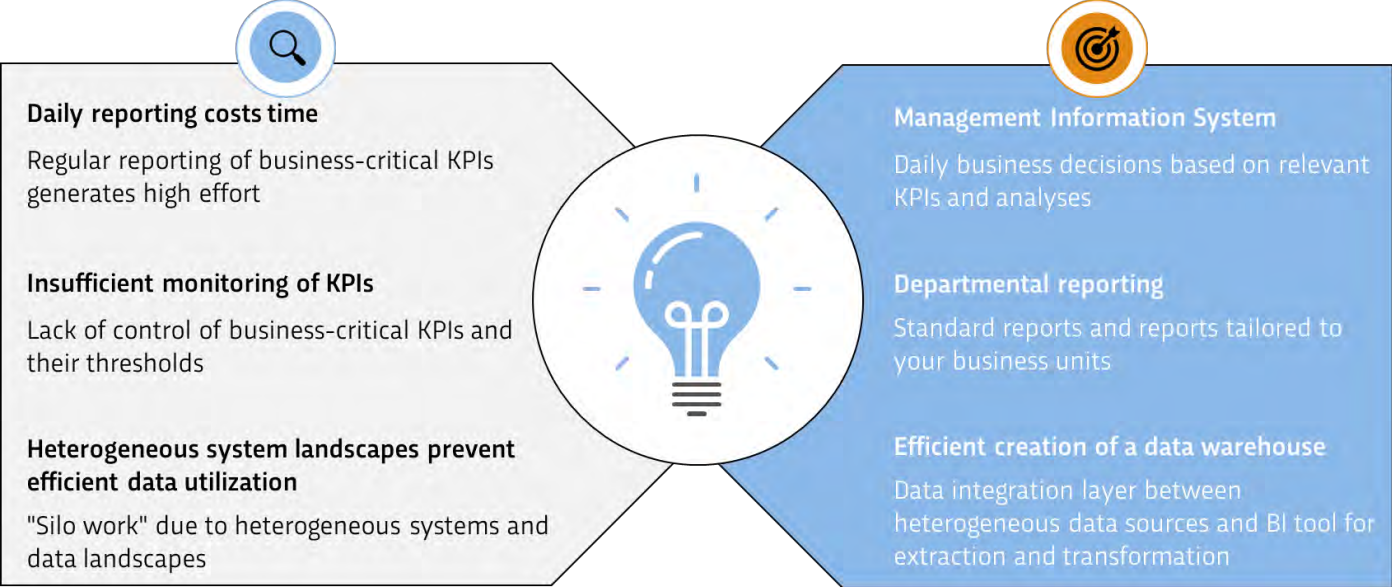 Daily reporting costs time
Regular reporting of business-critical KPIs
generates high effort
Insufficient monitoring of KPIs
Lack of control of business-critical KPIs and
their thresholds
Heterogeneous system landscapes prevent
efficient data utilization
"Silo work" due to heterogeneous systems and
data landscapes
Management Information System
Daily business decisions based on relevant
KPIs and analyses
Departmental reporting
Standard reports and reports tailored to
your business units
Efficient creation of a data warehouse
Data integration layer between
heterogeneous data sources and BI tool for
extraction and transformation